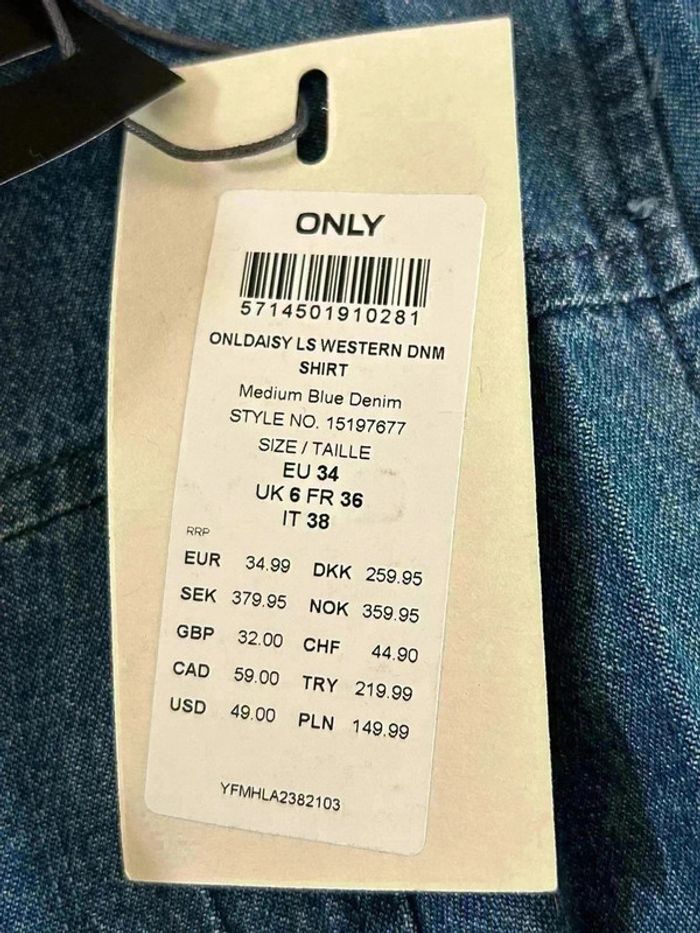 ONLY
5714501910281
ONLDAISY LS WESTERN DNM
SHIRT
Medium Blue Denim
STYLE NO. 15197677
SIZE / TAILLE
EU 34
UK 6 FR 36
IT 38
RRP
EUR 34.99 DKK 259.95
SEK 379.95 NOK 359.95
GBP 32.00 CHF 44.90
CAD 59.00 TRY 219.99
USD 49.00 PLN 149.99
YFMHLA2382103